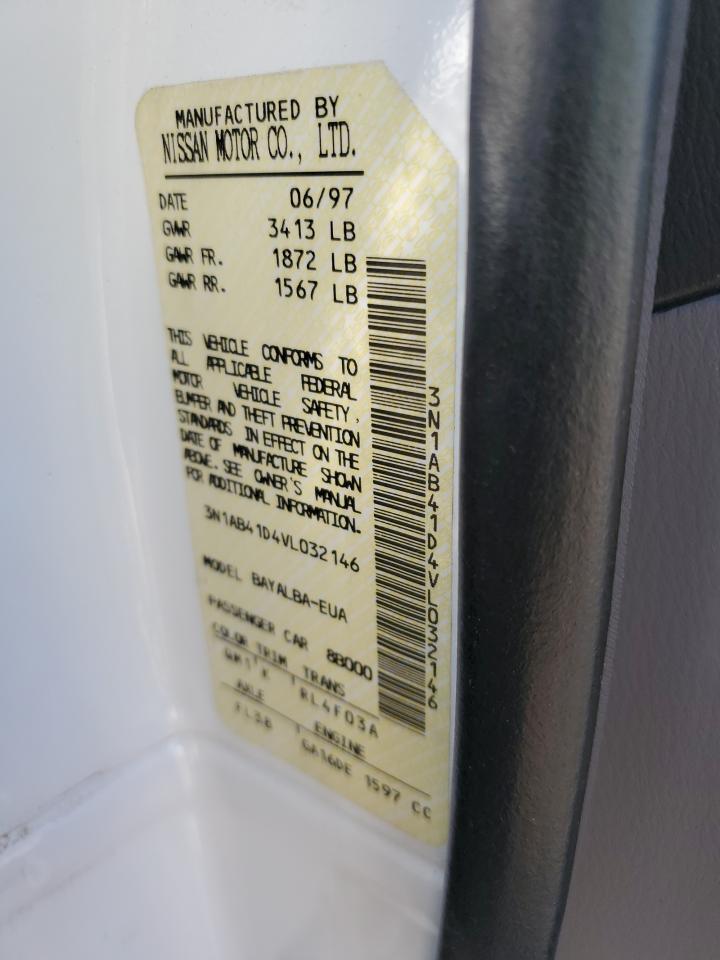 MANUFACTURED BY
NISSAN MOTOR CO., LTD.
DATE 06/97
GVWR 3413 LB
GAWR FR. 1872 LB
GAWR RR. 1567 LB
THIS VEHICLE CONFORMS TO
ALL APPLICABLE FEDERAL
MOTOR VEHICLE SAFETY,
BUMPER AND THEFT PREVENTION
STANDARDS IN EFFECT ON THE
DATE OF MANUFACTURE SHOWN
ABOVE. SEE OWNER'S MANUAL
FOR ADDITIONAL INFORMATION.
3N1AB41D4VL032146
MODEL BAYALBA-EUA
PASSENGER CAR 8B000
COLOR TRIM TRANS
K RL4F03A
AXLE ENGINE
GA16DE 1597 CC
3N1AB41D4VL032146